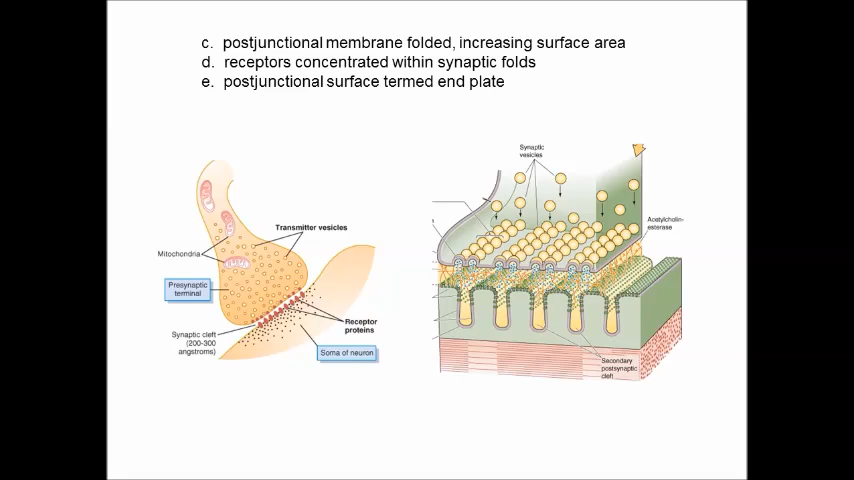 c. postjunctional membrane folded, increasing surface area
d. receptors concentrated within synaptic folds
e. postjunctional surface termed end plate
Transmitter vesicles
Mitochondria
Presynaptic
terminal
Synaptic cleft
(200-300
angstroms)
Receptor
proteins
Soma of neuron
Synaptic
vesicles
Acetylcholin-
esterase
Secondary
postsynaptic
cleft